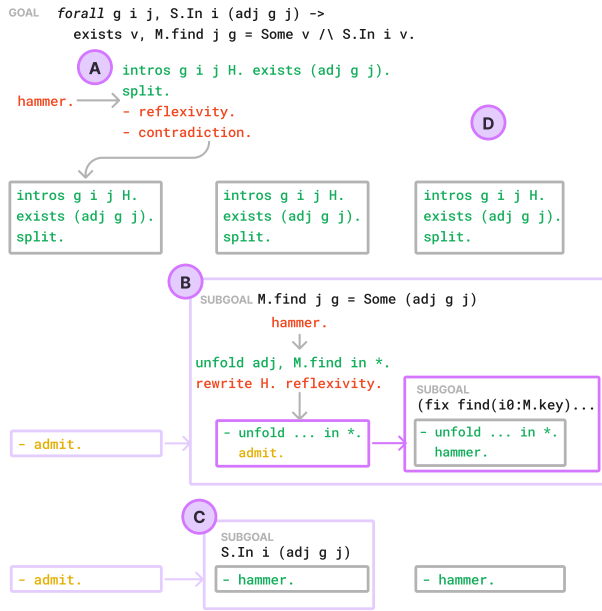 GOAL forall g i j, S.In i (adj g j) ->
exists v, M.find j g = Some v /\ S.In i v.
A
intros g i j H. exists (adj g j).
split.
hammer.
- reflexivity.
- contradiction.
D
intros g i j H.
exists (adj g j).
split.
intros g i j H.
exists (adj g j).
split.
intros g i j H.
exists (adj g j).
split.
B
SUBGOAL M.find j g = Some (adj g j)
hammer.
unfold adj, M.find in *.
rewrite H. reflexivity.
SUBGOAL
(fix find(i0:M.key)...
- admit.
- unfold ... in *.
admit.
- unfold ... in *.
hammer.
C
SUBGOAL
S.In i (adj g j)
- admit.
- hammer.
- hammer.